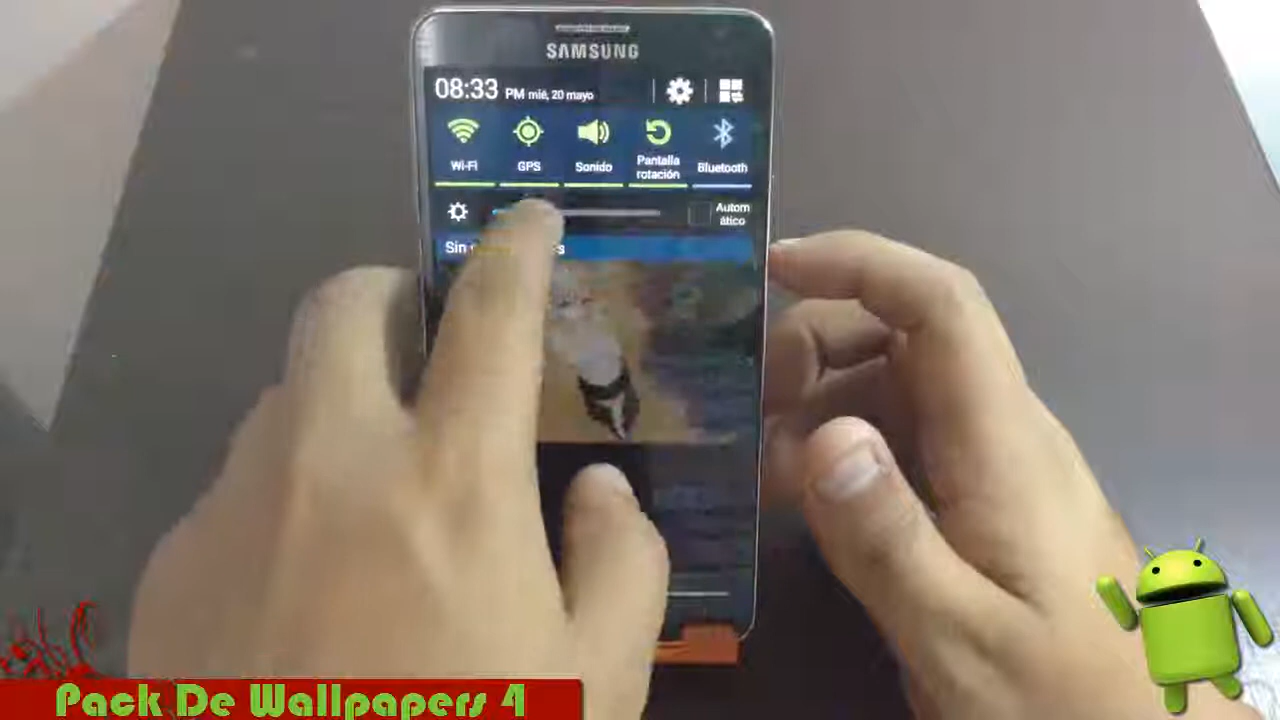 SAMSUNG
08:33 PM mié, 20 mayo
Wi-Fi GPS Sonido Pantalla rotación Bluetooth
Autom
ático
Sin
Pack De Wallpapers 4